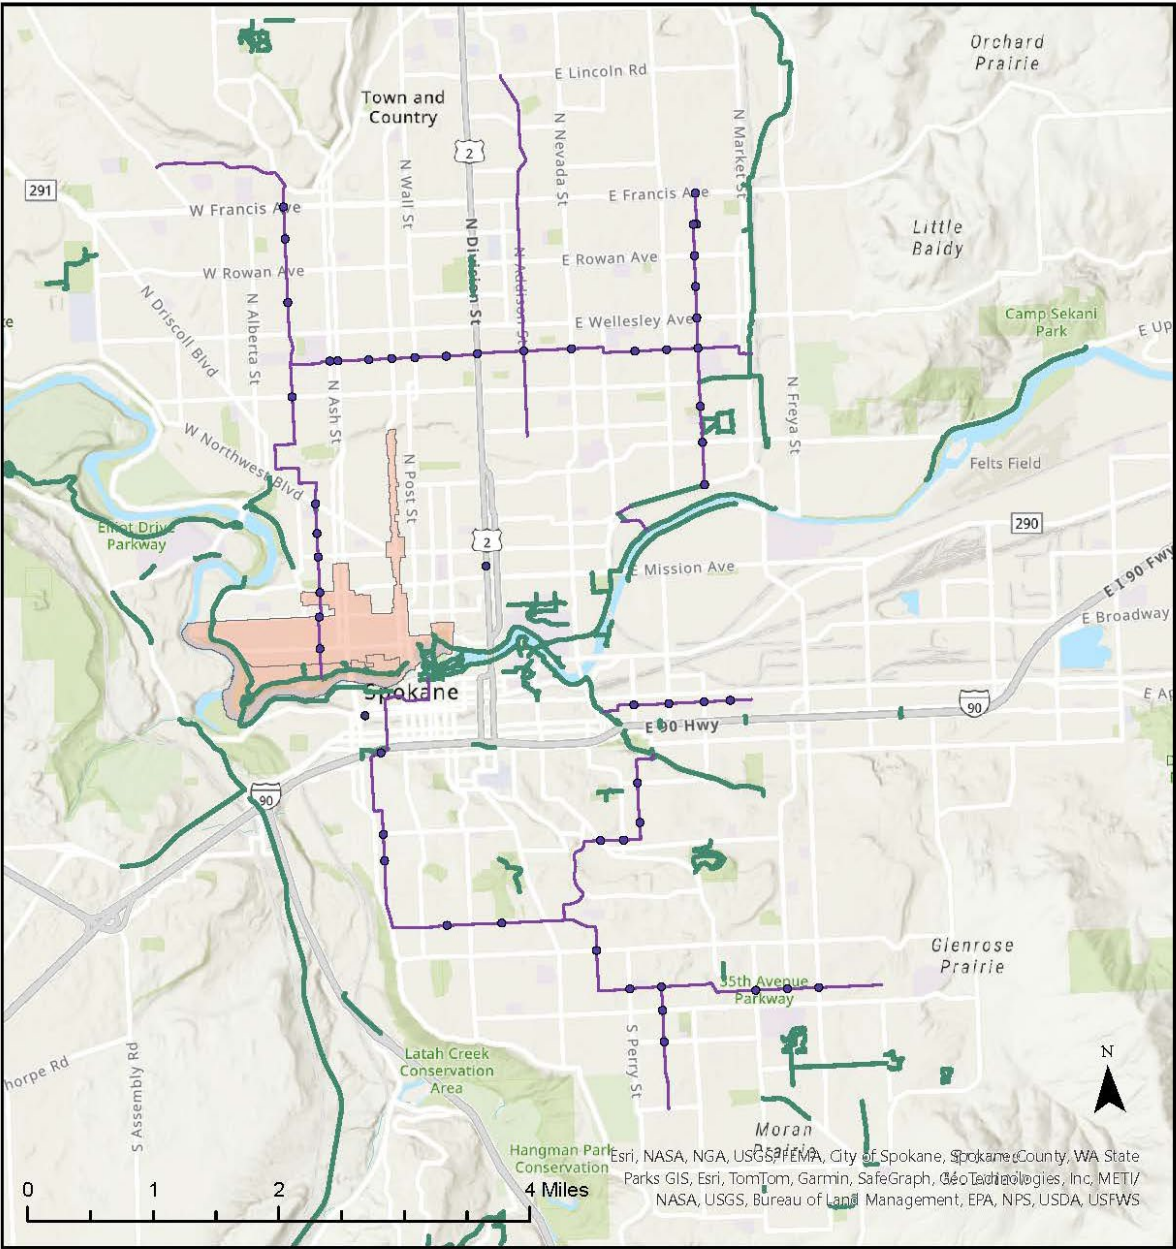 Orchard
Prairie
E Lincoln Rd
Town and
Country
N Nevada St
N Market St
2
N Wall St
291
E Francis Ave
W Francis Ave
Little
Baldy
N Division St
N Addison St
E Rowan Ave
W Rowan Ave
N Driscoll Blvd
N Alberta St
E Wellesley Ave
Camp Sekani
Park
E Up
te
N Ash St
N Freya St
W Northwest Blvd
N Post St
Felts Field
Elliot Drive
Parkway
290
2
E Mission Ave
E I 90 Fwy
E Broadway
Spokane
E Ap
90
E 90 Hwy
D
90
Glenrose
Prairie
35th Avenue
Parkway
S Perry St
N
Latah Creek
Conservation
Area
horpe Rd
S Assembly Rd
Moran
Prairie
Hangman Park
Conservation
Esri, NASA, NGA, USGS, FEMA, City of Spokane, Spokane County, WA State
Parks GIS, Esri, TomTom, Garmin, SafeGraph, GeoTechnologies, Inc, METI/
NASA, USGS, Bureau of Land Management, EPA, NPS, USDA, USFWS
0 1 2 4 Miles